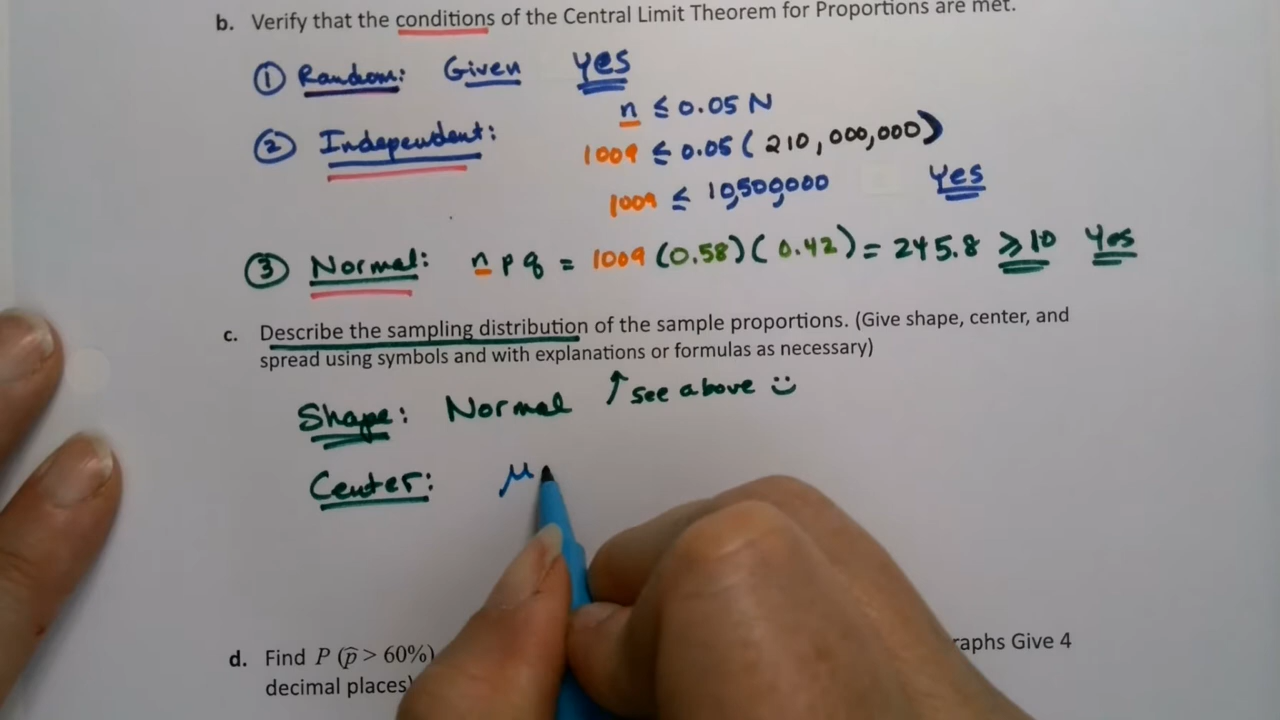 b. Verify that the conditions of the Central Limit Theorem for Proportions are met.
① Random: Given Yes
② Independent: n ≤ 0.05 N
1009 ≤ 0.05 ( 210,000,000)
1009 ≤ 10,500,000 Yes
③ Normal: n p q = 1009 (0.58)( 0.42) = 245.8 ≥ 10 Yes
c. Describe the sampling distribution of the sample proportions. (Give shape, center, and
spread using symbols and with explanations or formulas as necessary)
Shape: Normal ↑ see above :)
Center: μ
d. Find P (p̂ > 60%) Give 4
decimal places)